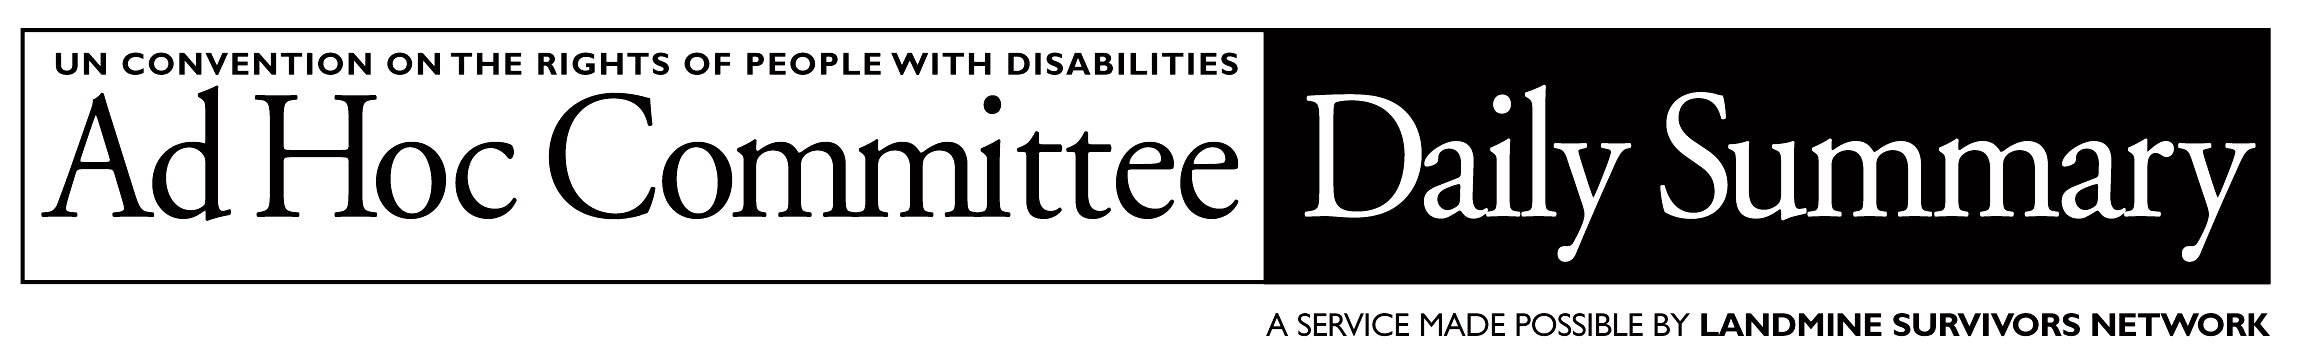 UN CONVENTION ON THE RIGHTS OF PEOPLE WITH DISABILITIES
Ad Hoc Committee Daily Summary
A SERVICE MADE POSSIBLE BY LANDMINE SURVIVORS NETWORK